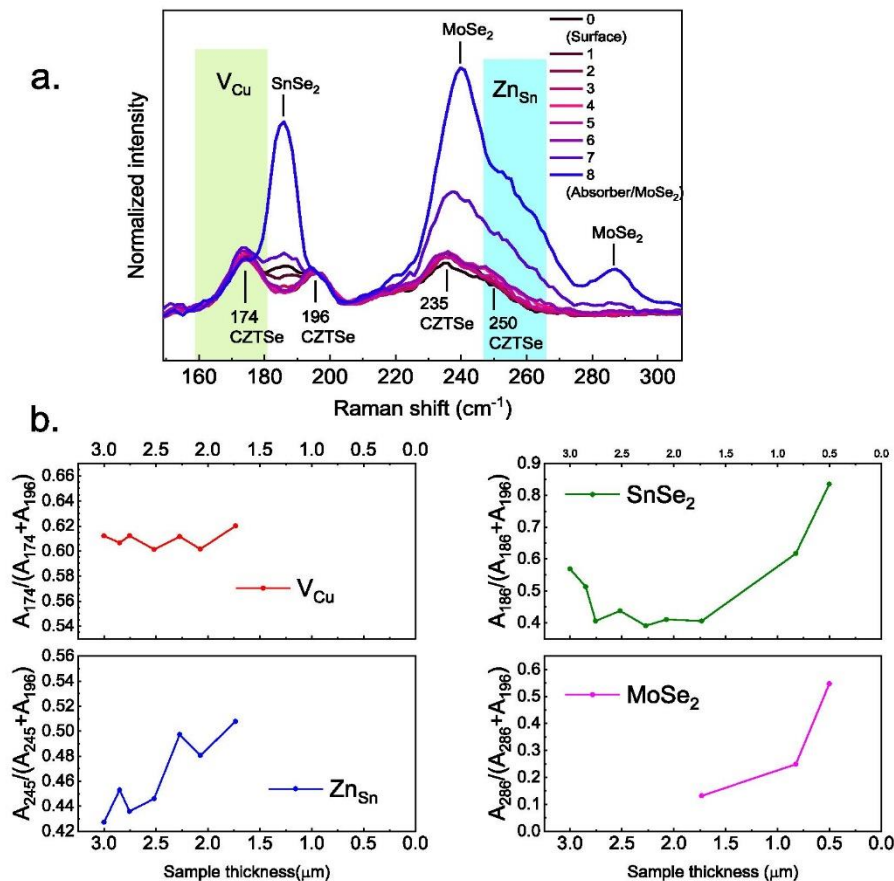 a.
V_Cu
SnSe₂
MoSe₂
Zn_Sn
MoSe₂
0
(Surface)
1
2
3
4
5
6
7
8
(Absorber/MoSe₂)
174
CZTSe
196
CZTSe
235
CZTSe
250
CZTSe
Normalized intensity
160 180 200 220 240 260 280 300
Raman shift (cm⁻¹)
b.
3.0 2.5 2.0 1.5 1.0 0.5 0.0
0.66
0.64
0.62
0.60
0.58
0.56
0.54
A₁₇₄/(A₁₇₄+A₁₉₆)
V_Cu
3.0 2.5 2.0 1.5 1.0 0.5 0.0
0.9
0.8
0.7
0.6
0.5
0.4
A₁₈₆/(A₁₈₆+A₁₉₆)
SnSe₂
0.56
0.54
0.52
0.50
0.48
0.46
0.44
0.42
A₂₄₅/(A₂₄₅+A₁₉₆)
Zn_Sn
3.0 2.5 2.0 1.5 1.0 0.5 0.0
Sample thickness(μm)
0.6
0.5
0.4
0.3
0.2
0.1
0.0
A₂₈₆/(A₂₈₆+A₁₉₆)
MoSe₂
3.0 2.5 2.0 1.5 1.0 0.5 0.0
Sample thickness (μm)